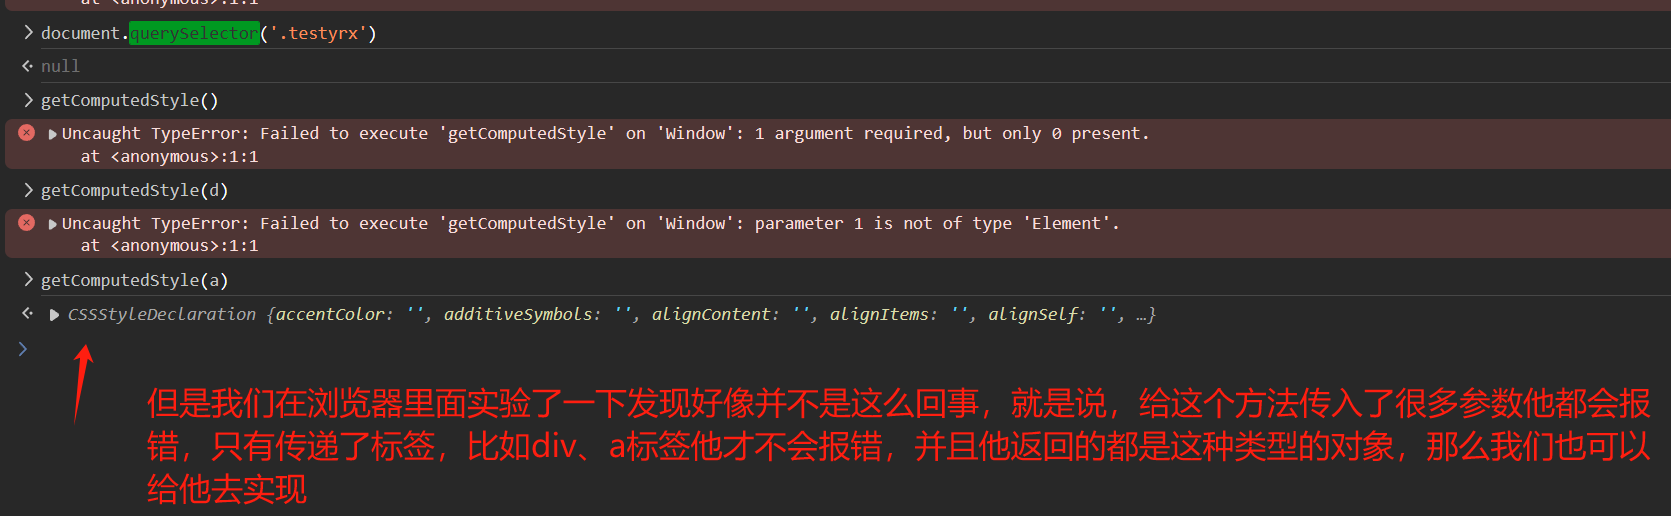 at <anonymous>:1:1
document.querySelector('.testyrx')
null
getComputedStyle()
Uncaught TypeError: Failed to execute 'getComputedStyle' on 'Window': 1 argument required, but only 0 present.
at <anonymous>:1:1
getComputedStyle(d)
Uncaught TypeError: Failed to execute 'getComputedStyle' on 'Window': parameter 1 is not of type 'Element'.
at <anonymous>:1:1
getComputedStyle(a)
CSSStyleDeclaration {accentColor: '', additiveSymbols: '', alignContent: '', alignItems: '', alignSelf: '', …}
但是我们在浏览器里面实验了一下发现好像并不是这么回事，就是说，给这个方法传入了很多参数他都会报
错，只有传递了标签，比如div、a标签他才不会报错，并且他返回的都是这种类型的对象，那么我们也可以
给他去实现